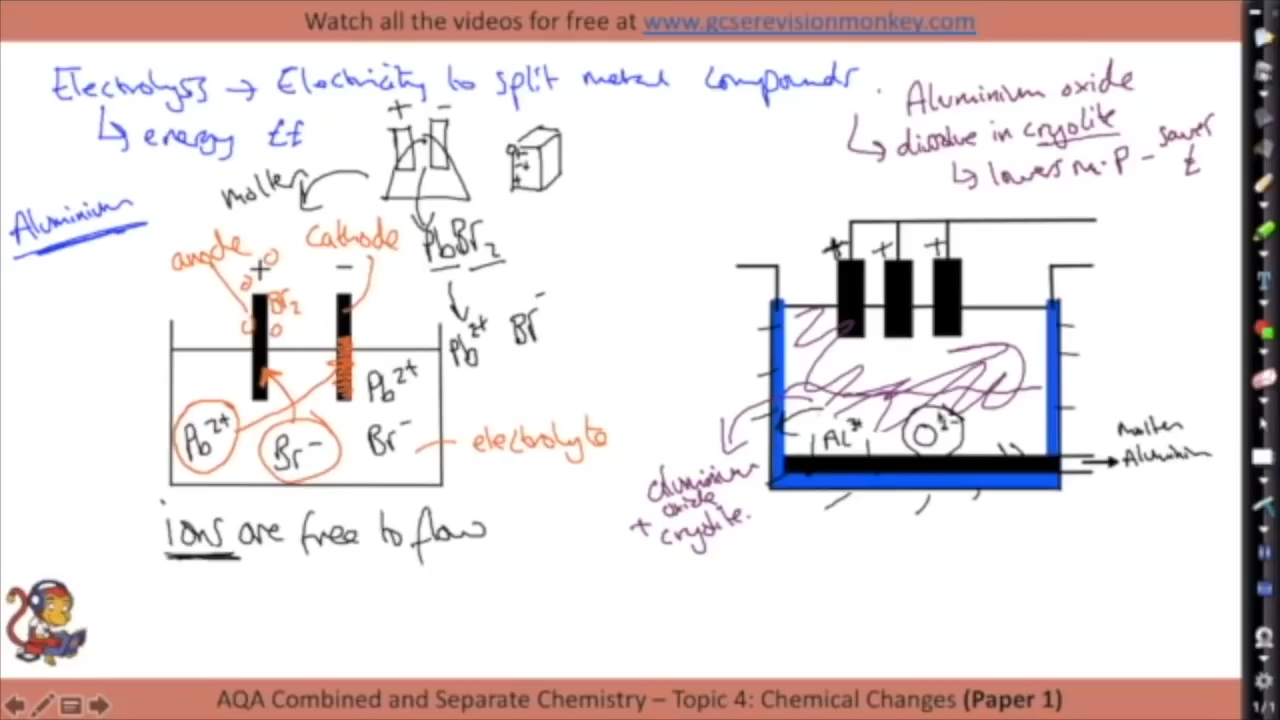 Watch all the videos for free at www.gcserevisionmonkey.com
Electrolysis → Electricity to split metal compounds.
↳ energy ££
Aluminium
molten
+ -
PbBr2
Pb2+ Br-
anode
cathode
+ -
Br2
Pb2+
Br-
Pb2+
Br-
electrolyte
ions are free to flow
Aluminium oxide
↳ dissolve in cryolite
↳ lowers m.P - saves
£
+ + +
Al3+
Molten
Aluminium
aluminium
oxide
+ cryolite.
AQA Combined and Separate Chemistry – Topic 4: Chemical Changes (Paper 1)
1/1